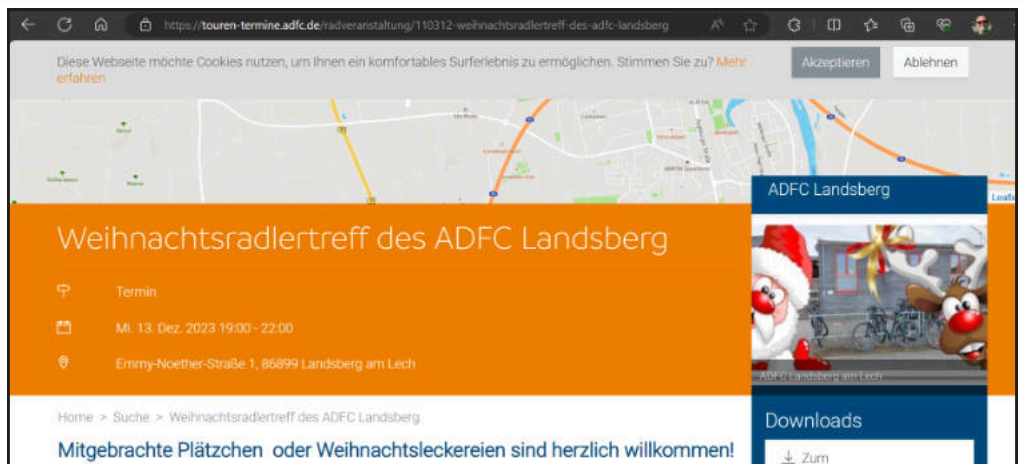 https://touren-termine.adfc.de/radveranstaltung/110312-weihnachtsradlertreff-des-adfc-landsberg
Diese Webseite möchte Cookies nutzen, um Ihnen ein komfortables Surferlebnis zu ermöglichen. Stimmen Sie zu? Mehr
erfahren
Akzeptieren
Ablehnen
ADFC Landsberg
Weihnachtsradlertreff des ADFC Landsberg
Termin
Mi. 13. Dez. 2023 19:00 - 22:00
Emmy-Noether-Straße 1, 86899 Landsberg am Lech
ADFC Landsberg am Lech
Home > Suche > Weihnachtsradlertreff des ADFC Landsberg
Mitgebrachte Plätzchen oder Weihnachtsleckereien sind herzlich willkommen!
Downloads
Zum